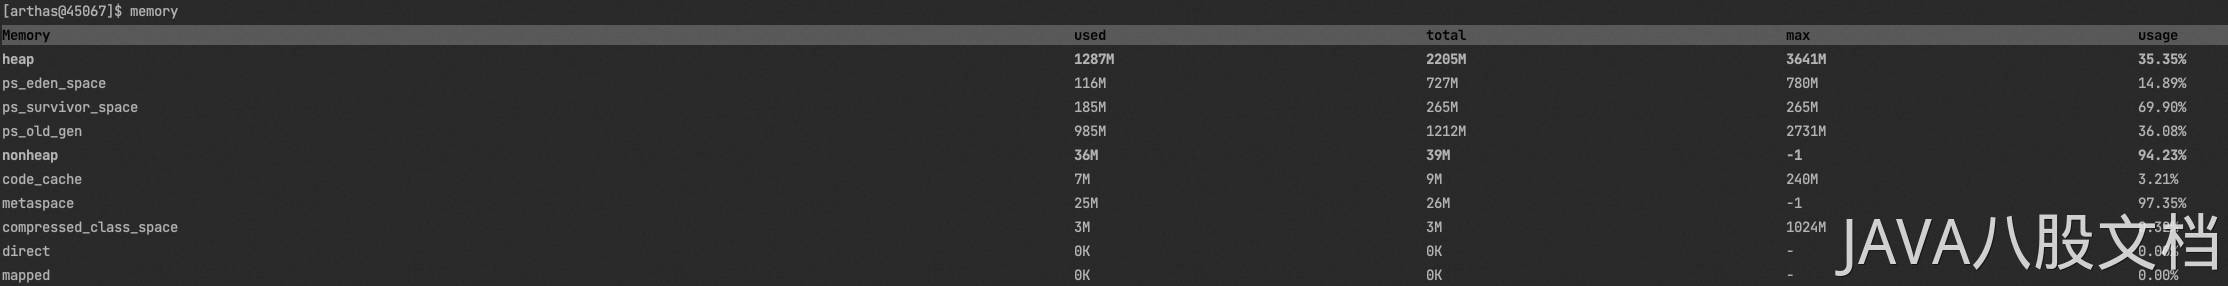 [arthas@45067]$ memory
Memory used total max usage
heap 1287M 2205M 3641M 35.35%
ps_eden_space 116M 727M 780M 14.89%
ps_survivor_space 185M 265M 265M 69.90%
ps_old_gen 985M 1212M 2731M 36.08%
nonheap 36M 39M -1 94.23%
code_cache 7M 9M 240M 3.21%
metaspace 25M 26M -1 97.35%
compressed_class_space 3M 3M 1024M
direct 0K 0K -
mapped 0K 0K - 0.00%
JAVA八股文档